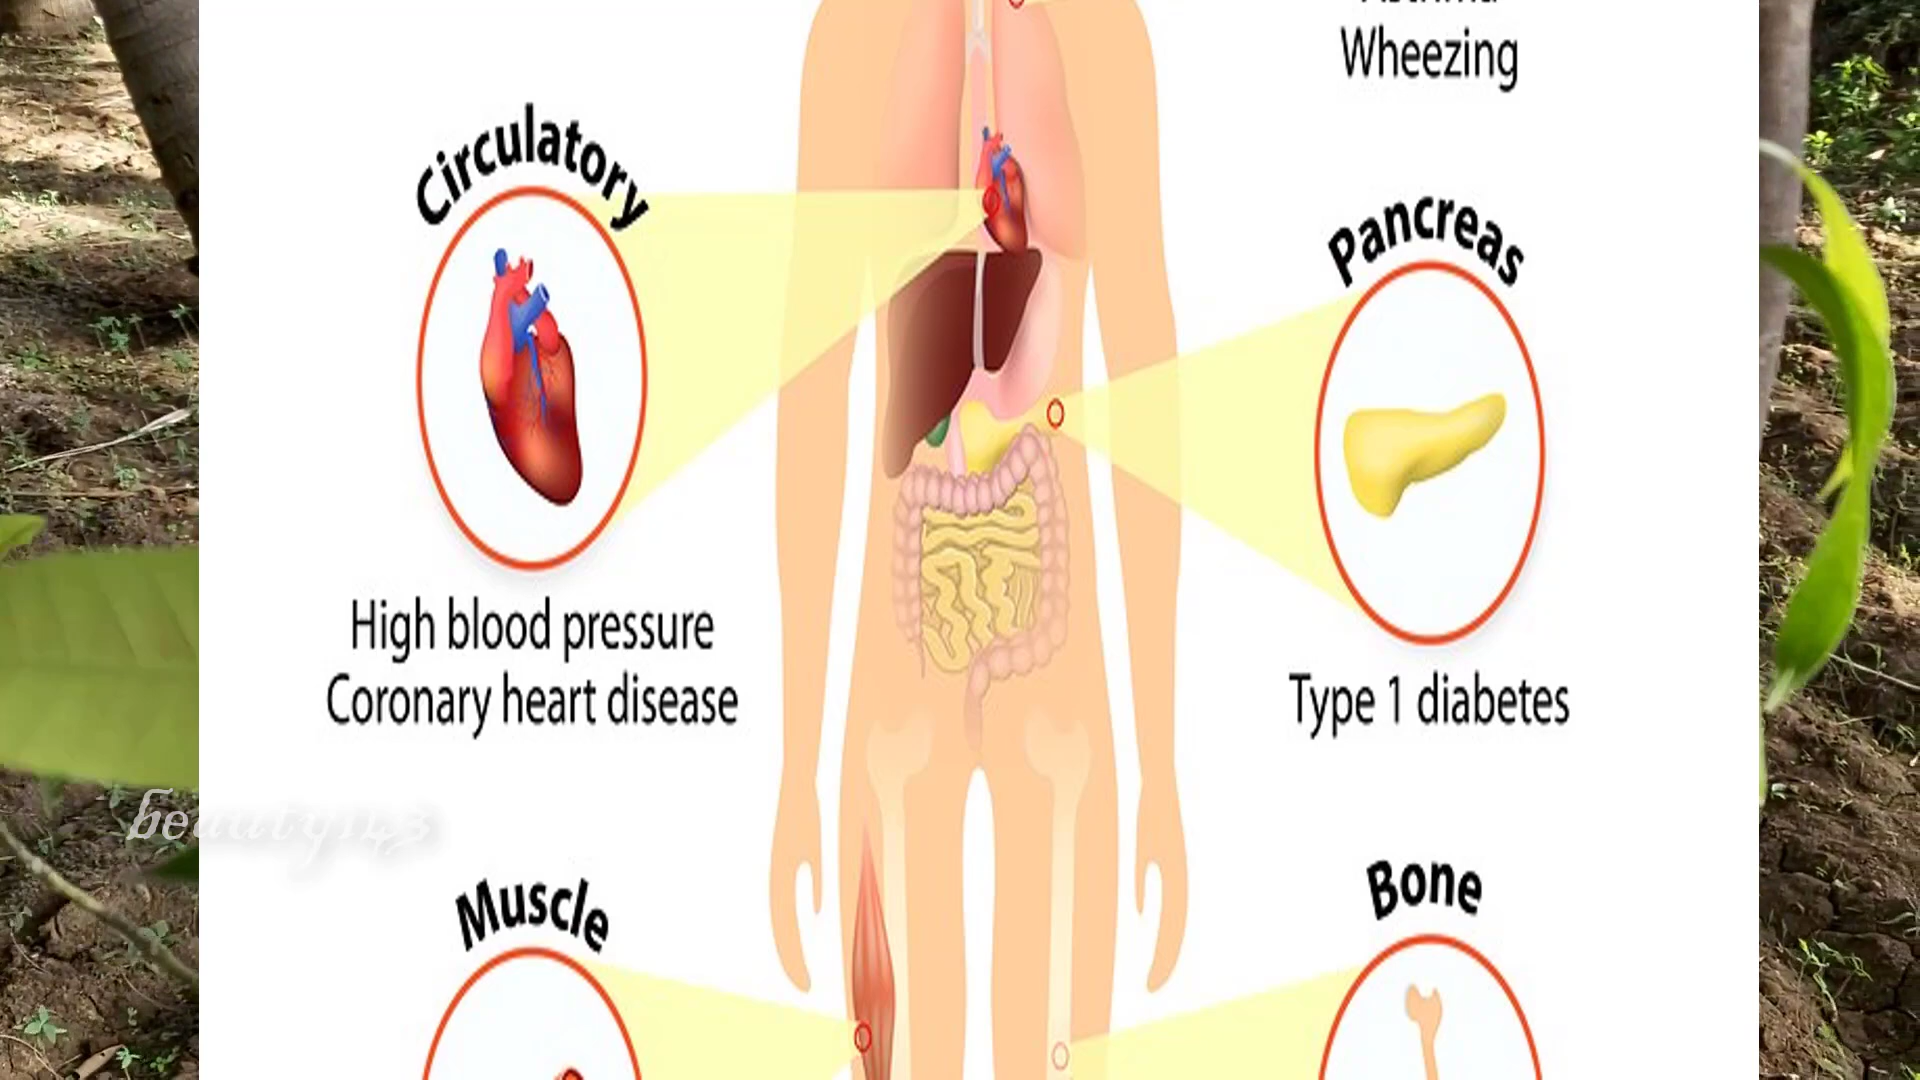 Wheezing
Circulatory
Pancreas
High blood pressure
Coronary heart disease
Type 1 diabetes
Muscle
Bone